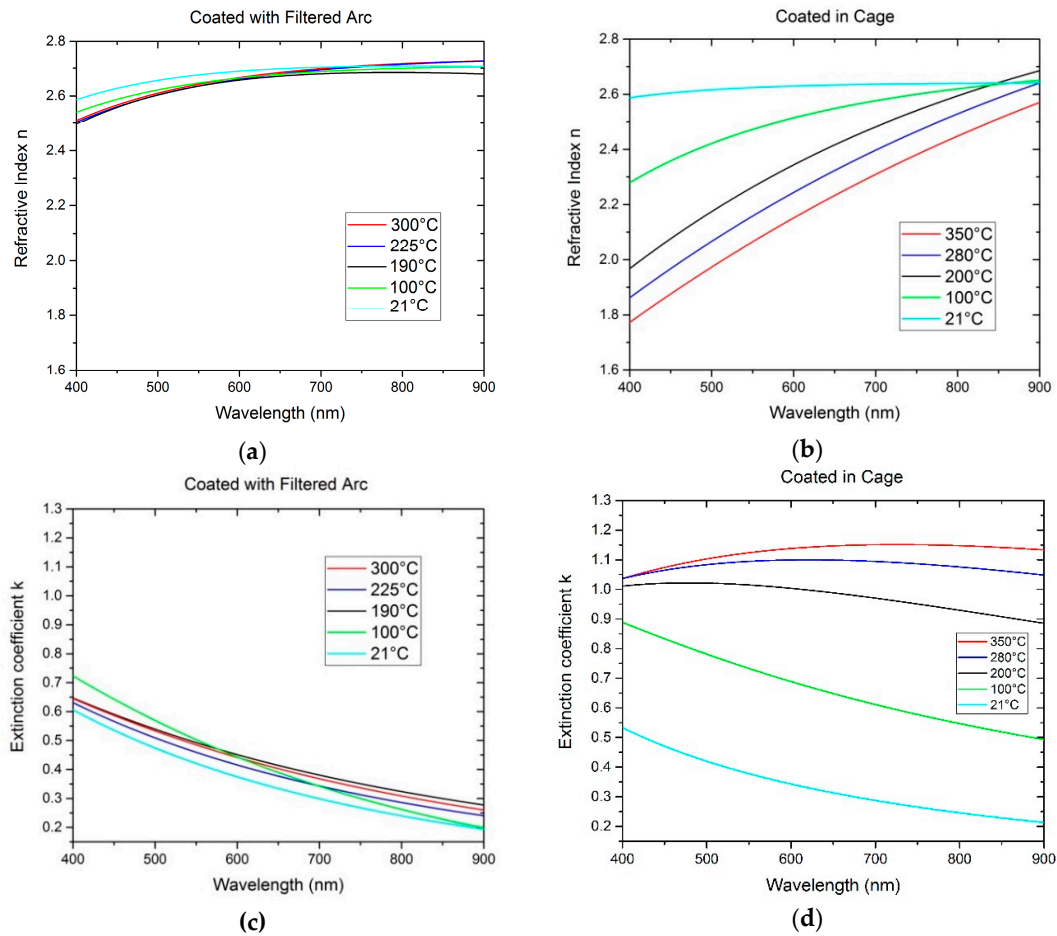 Coated with Filtered Arc
2.8
2.6
2.4
2.2
2.0
1.8
1.6
Refractive Index n
300°C
225°C
190°C
100°C
21°C
400 500 600 700 800 900
Wavelength (nm)
(a)
Coated in Cage
2.8
2.6
2.4
2.2
2.0
1.8
1.6
Refractive Index n
350°C
280°C
200°C
100°C
21°C
400 500 600 700 800 900
Wavelength (nm)
(b)
Coated with Filtered Arc
1.3
1.2
1.1
1.0
0.9
0.8
0.7
0.6
0.5
0.4
0.3
0.2
Extinction coefficient k
300°C
225°C
190°C
100°C
21°C
400 500 600 700 800 900
Wavelength (nm)
(c)
Coated in Cage
1.3
1.2
1.1
1.0
0.9
0.8
0.7
0.6
0.5
0.4
0.3
0.2
Extinction coefficient k
350°C
280°C
200°C
100°C
21°C
400 500 600 700 800 900
Wavelength (nm)
(d)